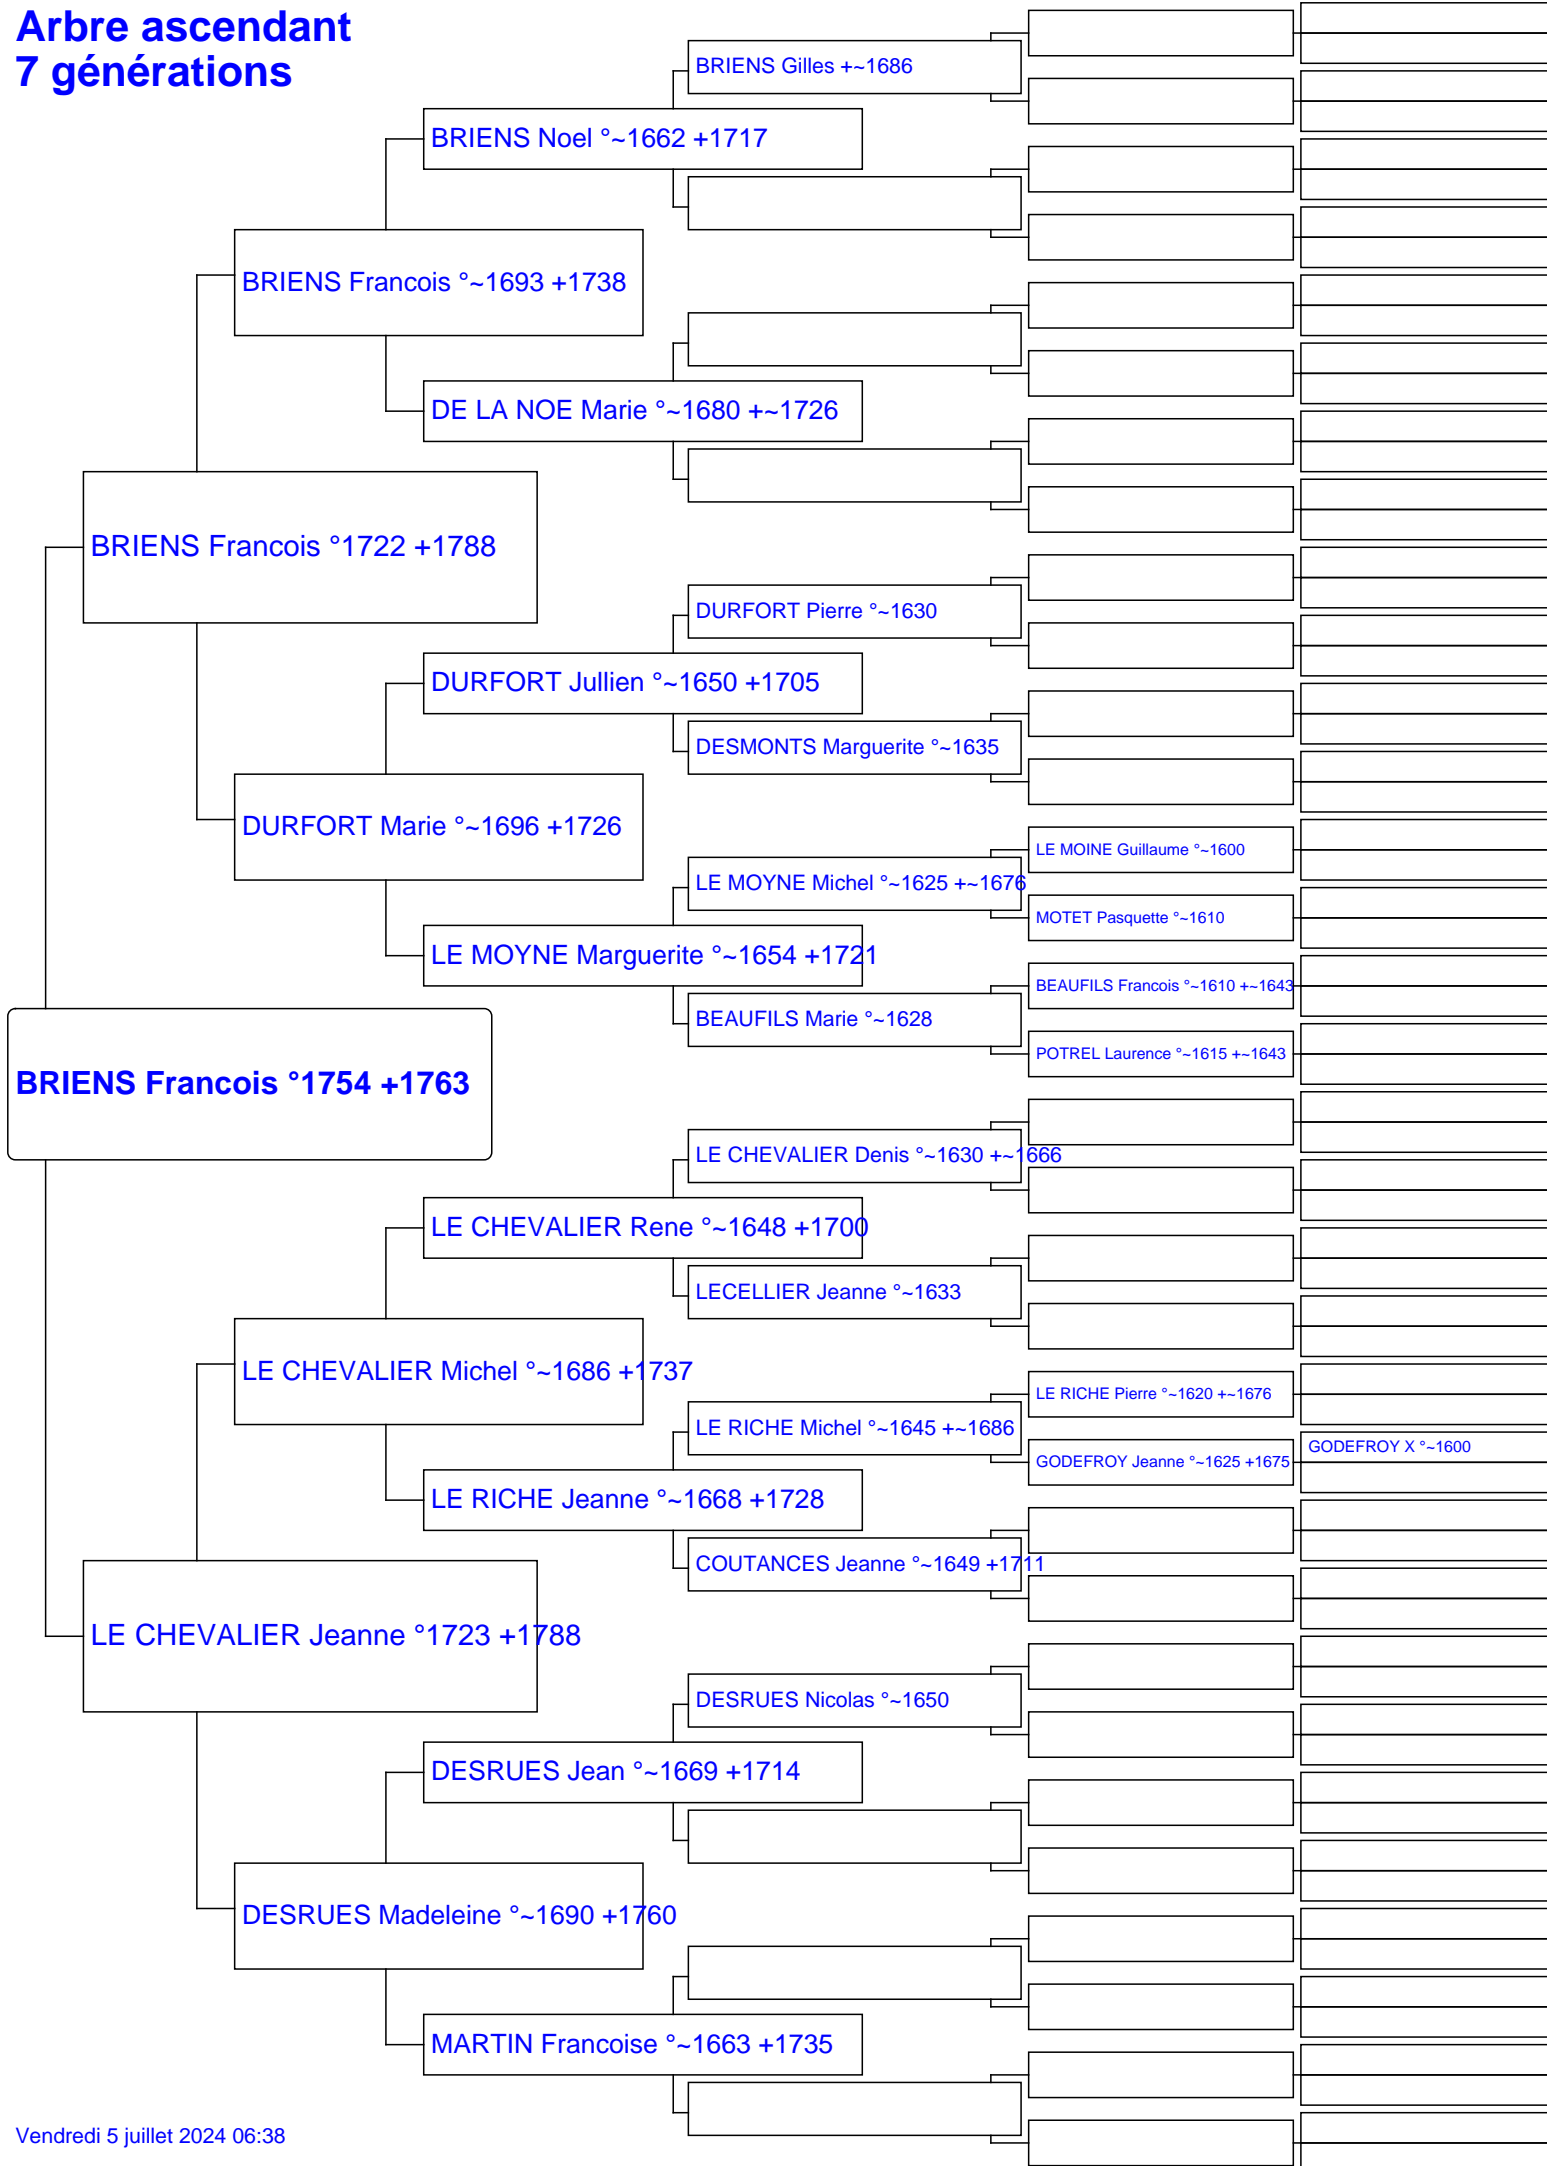 Arbre ascendant
7 générations
BRIENS Gilles +~1686
BRIENS Noel °~1662 +1717
BRIENS Francois °~1693 +1738
DE LA NOE Marie °~1680 +~1726
BRIENS Francois °1722 +1788
DURFORT Pierre °~1630
DURFORT Jullien °~1650 +1705
DESMONTS Marguerite °~1635
DURFORT Marie °~1696 +1726
LE MOINE Guillaume °~1600
LE MOYNE Michel °~1625 +~1676
MOTET Pasquette °~1610
LE MOYNE Marguerite °~1654 +1721
BEAUFILS Francois °~1610 +~1643
BEAUFILS Marie °~1628
POTREL Laurence °~1615 +~1643
BRIENS Francois °1754 +1763
LE CHEVALIER Denis °~1630 +~1666
LE CHEVALIER Rene °~1648 +1700
LECELLIER Jeanne °~1633
LE CHEVALIER Michel °~1686 +1737
LE RICHE Pierre °~1620 +~1676
LE RICHE Michel °~1645 +~1686
GODEFROY X °~1600
GODEFROY Jeanne °~1625 +1675
LE RICHE Jeanne °~1668 +1728
COUTANCES Jeanne °~1649 +1711
LE CHEVALIER Jeanne °1723 +1788
DESRUES Nicolas °~1650
DESRUES Jean °~1669 +1714
DESRUES Madeleine °~1690 +1760
MARTIN Francoise °~1663 +1735
Vendredi 5 juillet 2024 06:38